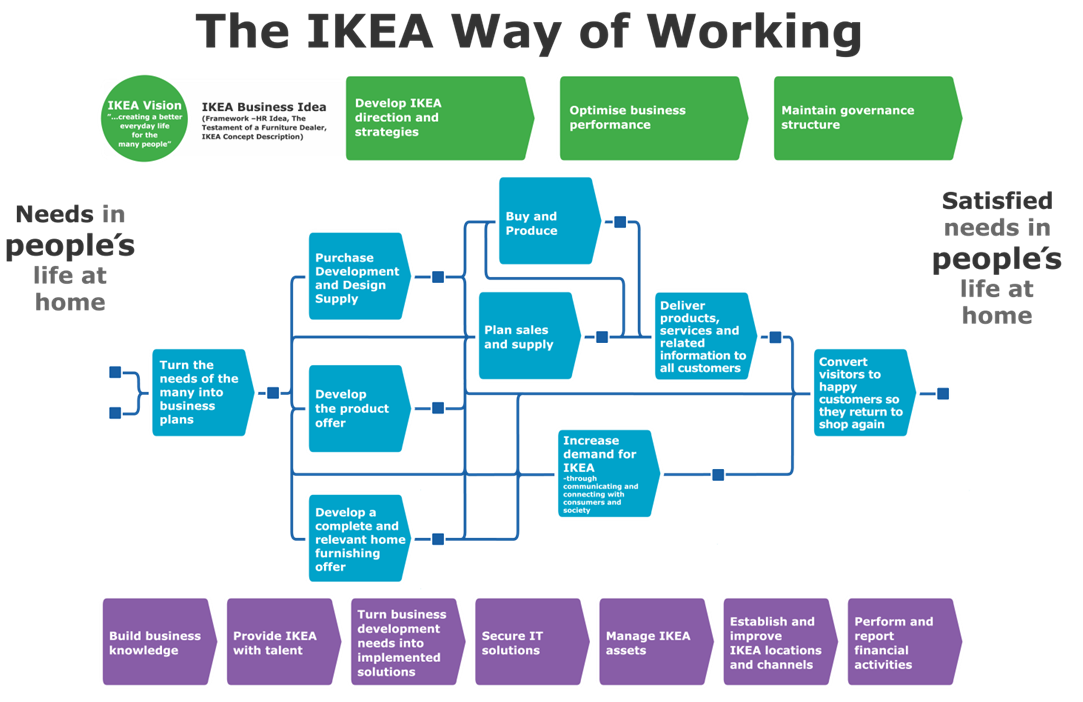 The IKEA Way of Working
IKEA Vision
“...creating a better
everyday life
for the
many people”
IKEA Business Idea
(Framework –HR Idea, The
Testament of a Furniture Dealer,
IKEA Concept Description)
Develop IKEA
direction and
strategies
Optimise business
performance
Maintain governance
structure
Needs in
people´s
life at
home
Satisfied
needs in
people´s
life at
home
Turn the
needs of the
many into
business
plans
Purchase
Development
and Design
Supply
Develop
the product
offer
Develop a
complete and
relevant home
furnishing
offer
Buy and
Produce
Plan sales
and supply
Increase
demand for
IKEA
-through
communicating and
connecting with
consumers and
society
Deliver
products,
services and
related
information to
all customers
Convert
visitors to
happy
customers so
they return to
shop again
Build business
knowledge
Provide IKEA
with talent
Turn business
development
needs into
implemented
solutions
Secure IT
solutions
Manage IKEA
assets
Establish and
improve
IKEA locations
and channels
Perform and
report
financial
activities